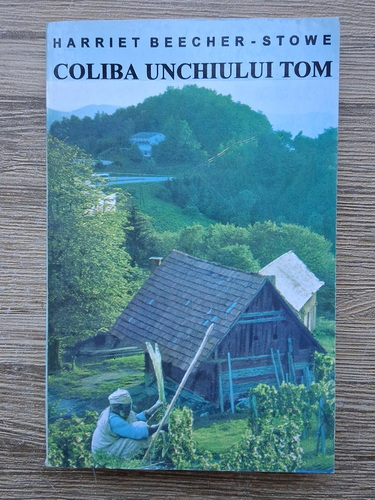 HARRIET BEECHER-STOWE
COLIBA UNCHIULUI TOM